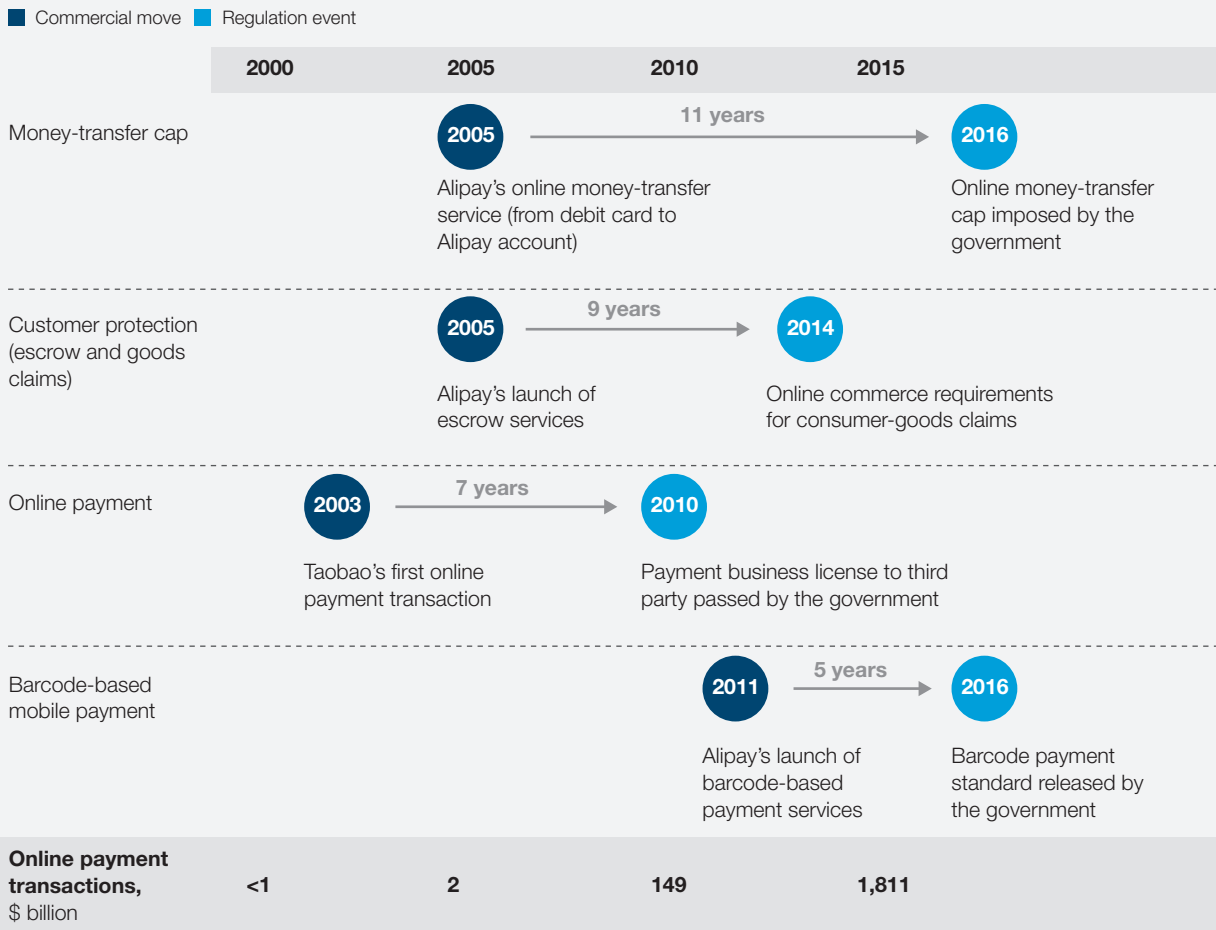 Commercial move Regulation event
2000 2005 2010 2015
Money-transfer cap
2005
11 years
2016
Alipay’s online money-transfer
service (from debit card to
Alipay account)
Online money-transfer
cap imposed by the
government
Customer protection
(escrow and goods
claims)
2005
9 years
2014
Alipay’s launch of
escrow services
Online commerce requirements
for consumer-goods claims
Online payment
2003
7 years
2010
Taobao’s first online
payment transaction
Payment business license to third
party passed by the government
Barcode-based
mobile payment
2011
5 years
2016
Alipay’s launch of
barcode-based
payment services
Barcode payment
standard released by
the government
Online payment
transactions,
$ billion
<1 2 149 1,811